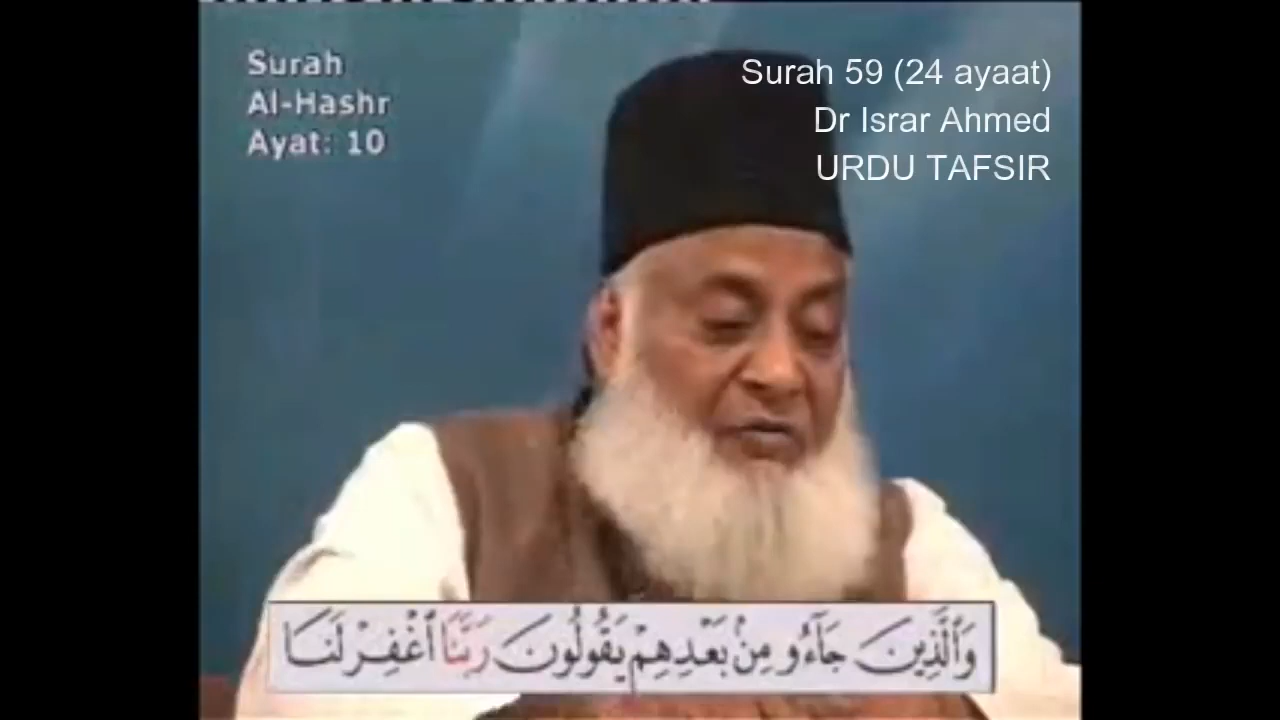 Surah
Al-Hashr
Ayat: 10
Surah 59 (24 ayaat)
Dr Israr Ahmed
URDU TAFSIR
وَٱلَّذِينَ جَآءُو مِنۢ بَعْدِهِمْ يَقُولُونَ رَبَّنَا ٱغْفِرْ لَنَا